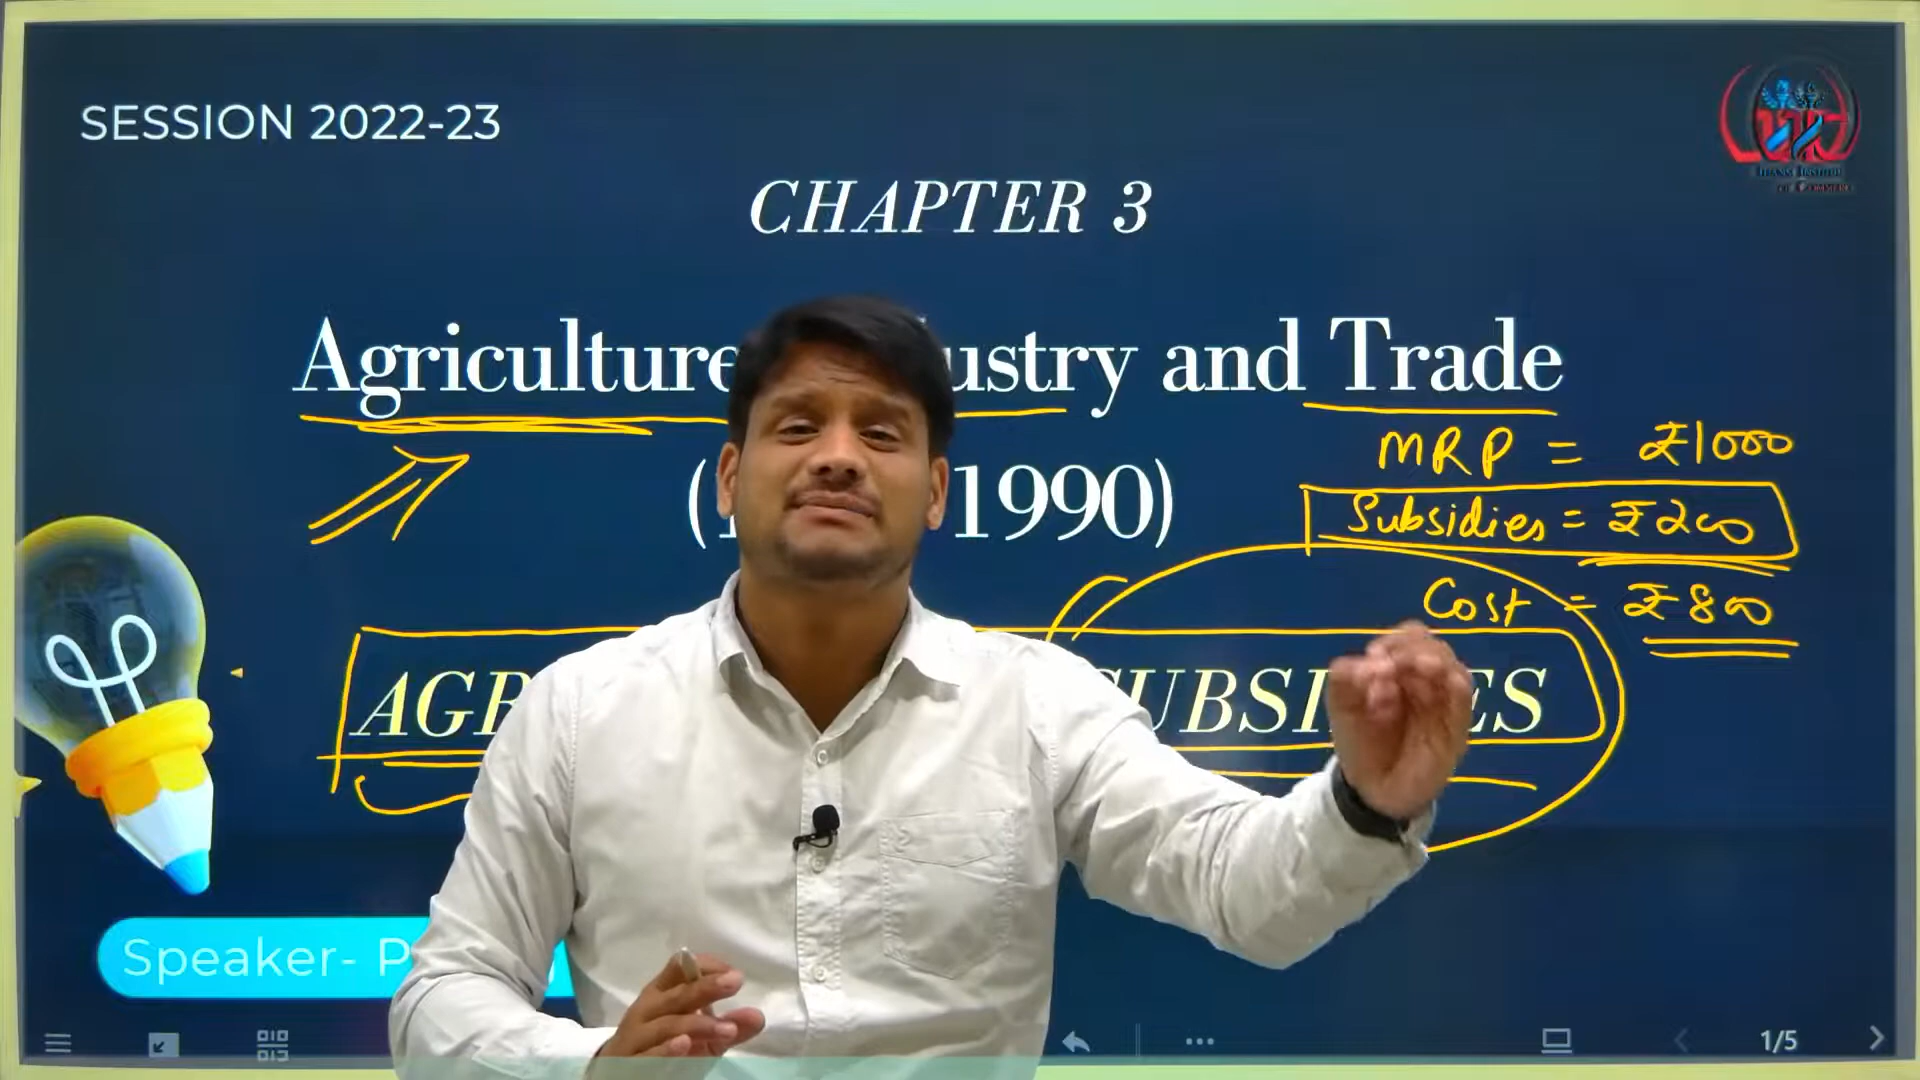 SESSION 2022-23
CHAPTER 3
Agriculture ustry and Trade
1990)
MRP = ₹1000
Subsidies = ₹200
Cost = ₹800
AGR UBSI ES
Speaker- P
1/5